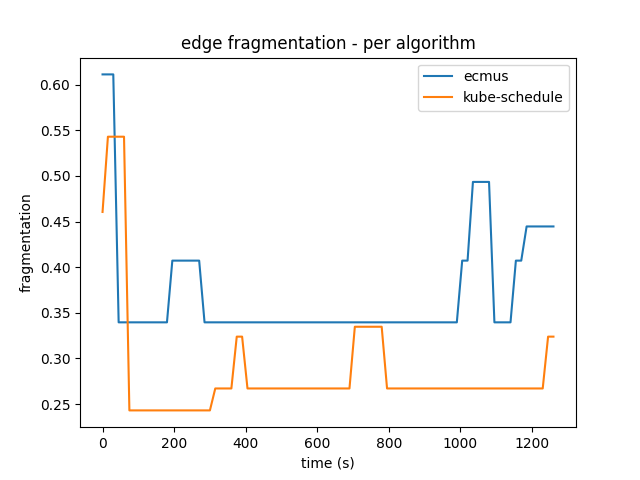 edge fragmentation - per algorithm
ecmus
kube-schedule
fragmentation
0.60
0.55
0.50
0.45
0.40
0.35
0.30
0.25
0 200 400 600 800 1000 1200
time (s)